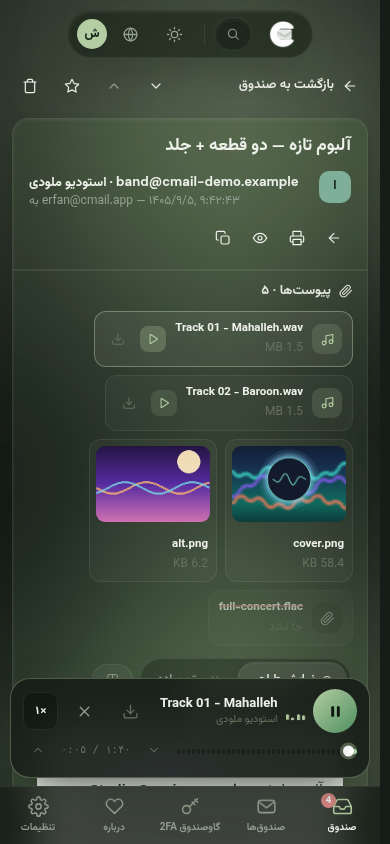 ش
بازگشت به صندوق
آلبوم تازه — دو قطعه + جلد
استودیو ملودی · band@cmail-demo.example
به erfan@cmail.app — ۱۴۰۵/۹/۵, ۹:۴۲:۴۳
ا
پیوست‌ها · ۵
Track 01 - Mahalleh.wav
1.5 MB
Track 02 - Baroon.wav
1.5 MB
cover.png
58.4 KB
alt.png
6.2 KB
full-concert.flac
جا نشد
Track 01 - Mahalleh
استودیو ملودی
۱×
۰:۰۵ / ۱:۴۰
صندوق
4
صندوق‌ها
گاوصندوق 2FA
درباره
تنظیمات